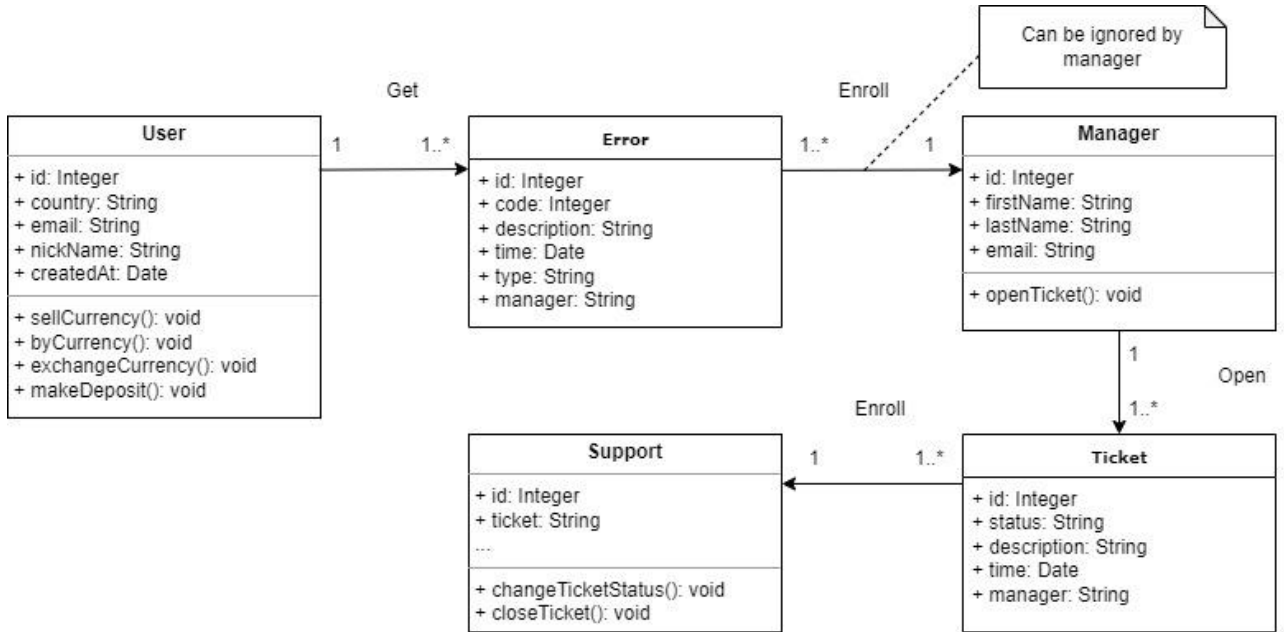 Can be ignored by
manager
Get
Enroll
User
+ id: Integer
+ country: String
+ email: String
+ nickName: String
+ createdAt: Date
+ sellCurrency(): void
+ byCurrency(): void
+ exchangeCurrency(): void
+ makeDeposit(): void
1
1..*
Error
+ id: Integer
+ code: Integer
+ description: String
+ time: Date
+ type: String
+ manager: String
1..*
1
Manager
+ id: Integer
+ firstName: String
+ lastName: String
+ email: String
+ openTicket(): void
1
Open
1..*
Enroll
Support
+ id: Integer
+ ticket: String
...
+ changeTicketStatus(): void
+ closeTicket(): void
1
1..*
Ticket
+ id: Integer
+ status: String
+ description: String
+ time: Date
+ manager: String